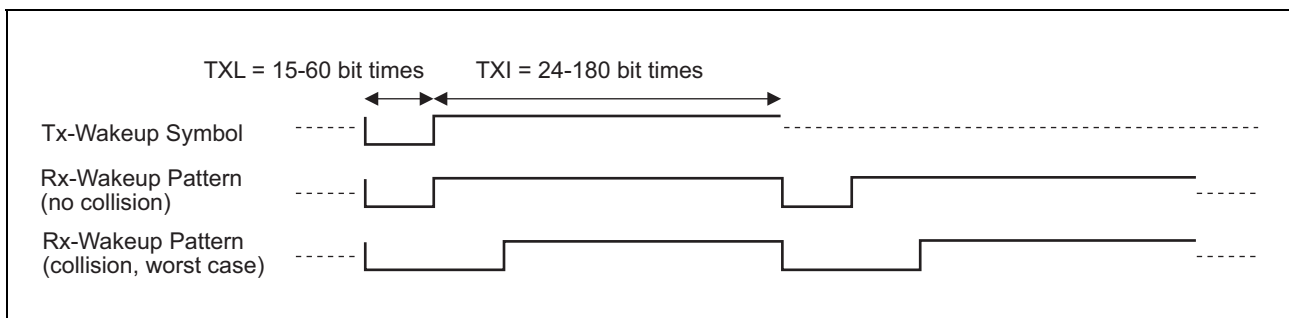 TXL = 15-60 bit times
TXI = 24-180 bit times
Tx-Wakeup Symbol
Rx-Wakeup Pattern
(no collision)
Rx-Wakeup Pattern
(collision, worst case)